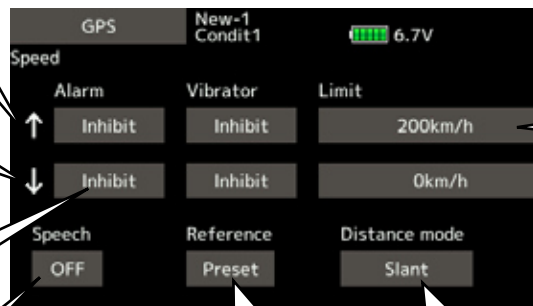 GPS
New-1
Condit1
6.7V
Speed
Alarm Vibrator Limit
↑ Inhibit Inhibit 200km/h
↓ Inhibit Inhibit 0km/h
Speech Reference Distance mode
OFF Preset Slant